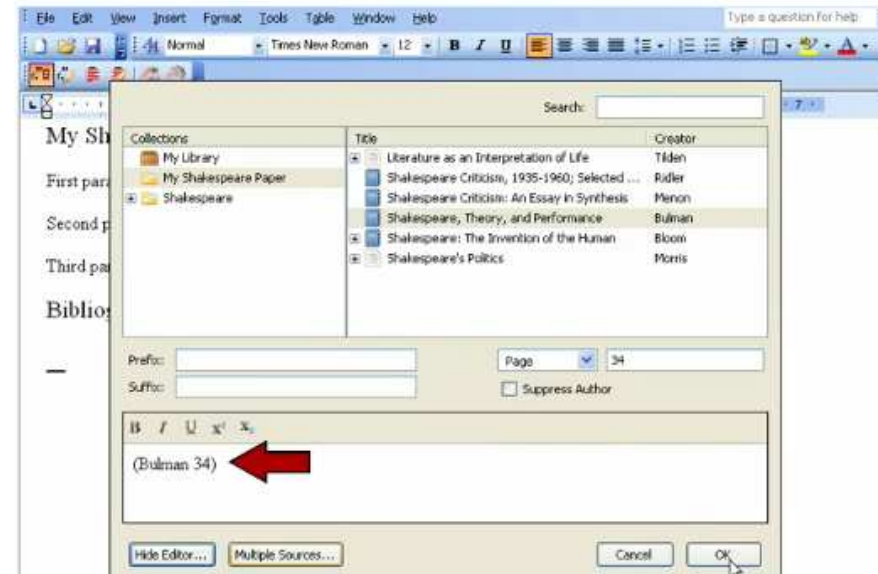 File Edit View Insert Format Tools Table Window Help Type a question for help
Normal Times New Roman 12 B I U
7
Search:
My Sh
Collections Title Creator
My Library Literature as an Interpretation of Life Tilden
First para My Shakespeare Paper Shakespeare Criticism, 1935-1960; Selected ... Ridler
Shakespeare Shakespeare Criticism: An Essay in Synthesis Menon
Second p Shakespeare, Theory, and Performance Bulman
Shakespeare: The Invention of the Human Bloom
Third par Shakespeare's Politics Morris
Bibliog
Prefix: Page 34
Suffix: Suppress Author
B I U x² x₂
(Bulman 34)
Hide Editor... Multiple Sources... Cancel OK